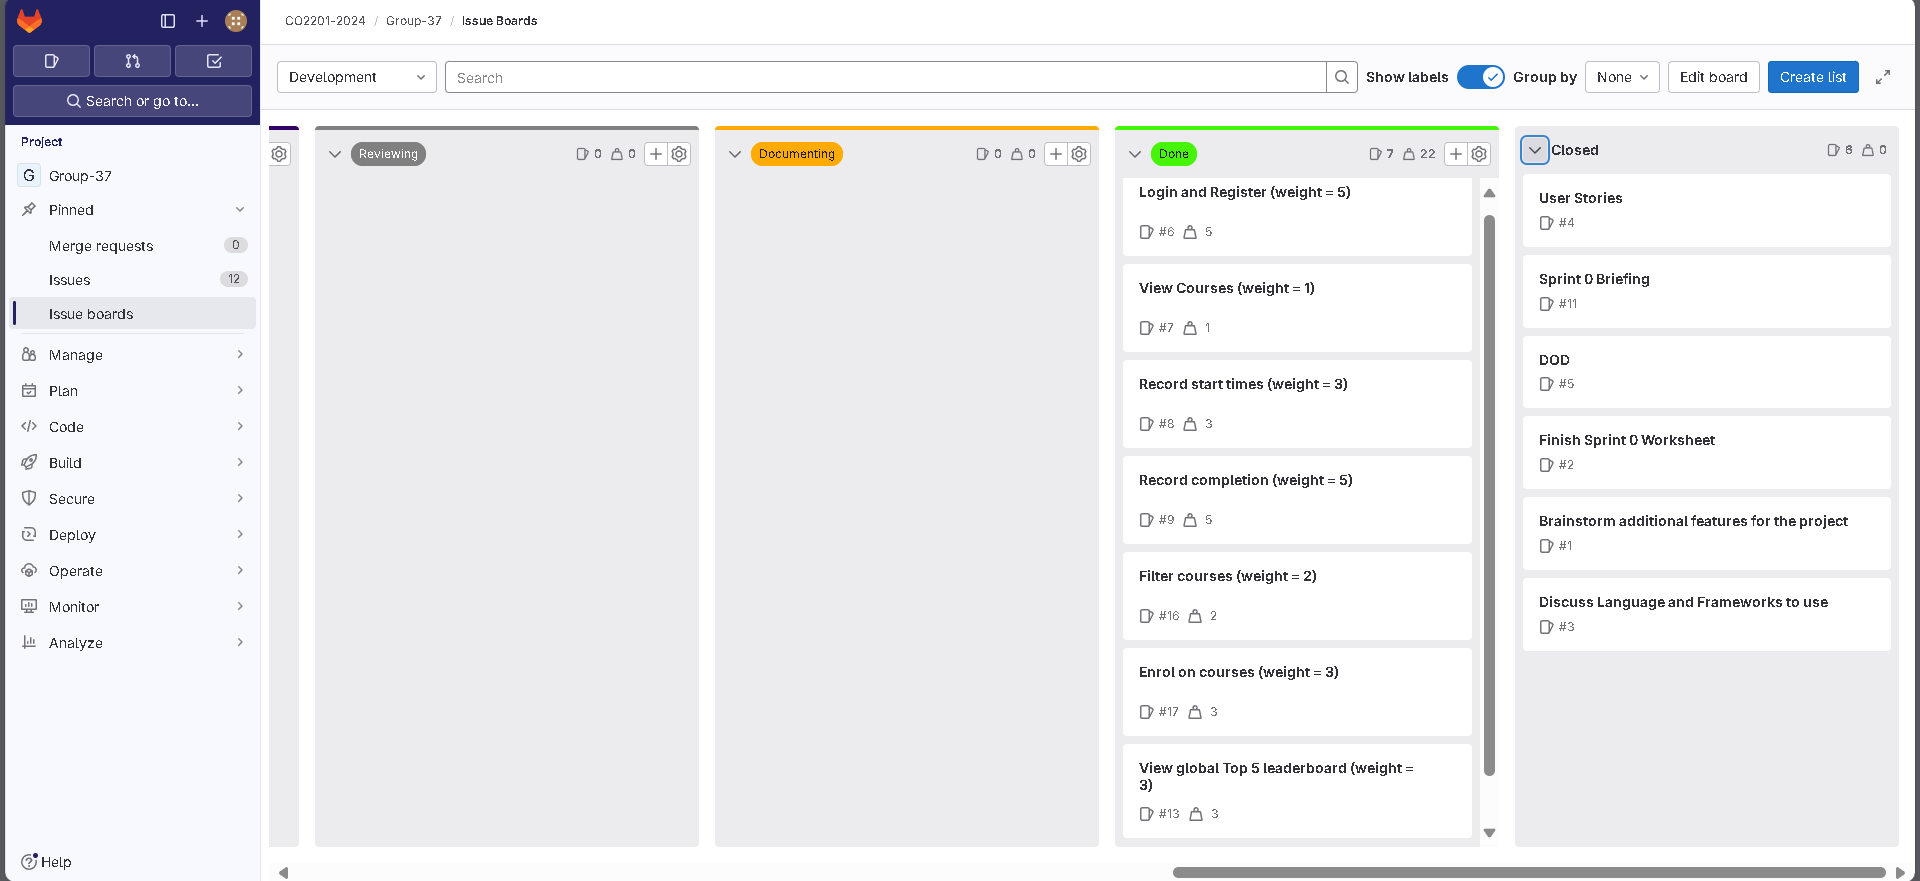 CO2201-2024 / Group-37 / Issue Boards
Search or go to...
Project
G Group-37
Pinned
Merge requests 0
Issues 12
Issue boards
Manage
Plan
Code
Build
Secure
Deploy
Operate
Monitor
Analyze
Help
Development
Search
Show labels
Group by
None
Edit board
Create list
Reviewing 0 0
Documenting 0 0
Done 7 22
Login and Register (weight = 5)
#6 5
View Courses (weight = 1)
#7 1
Record start times (weight = 3)
#8 3
Record completion (weight = 5)
#9 5
Filter courses (weight = 2)
#16 2
Enrol on courses (weight = 3)
#17 3
View global Top 5 leaderboard (weight =
3)
#13 3
Closed 6 0
User Stories
#4
Sprint 0 Briefing
#11
DOD
#5
Finish Sprint 0 Worksheet
#2
Brainstorm additional features for the project
#1
Discuss Language and Frameworks to use
#3